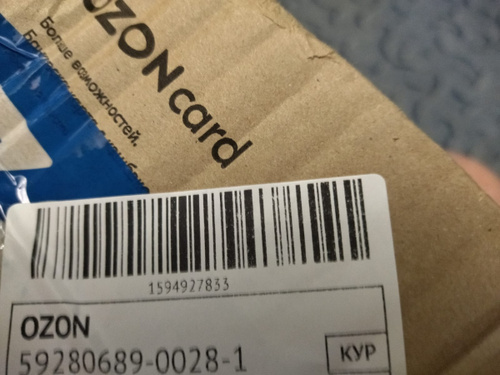 OZON card
Больше возможностей.
1594927833
OZON
59280689-0028-1
КУР